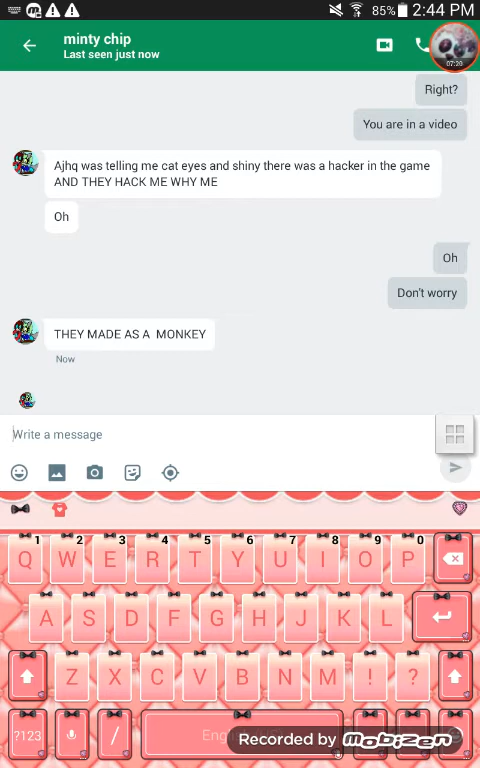 85% 2:44 PM
minty chip
Last seen just now
07:20
Right?
You are in a video
Ajhq was telling me cat eyes and shiny there was a hacker in the game
AND THEY HACK ME WHY ME
Oh
Oh
Don't worry
THEY MADE AS A MONKEY
Now
Write a message
1 2 3 4 5 6 7 8 9 0
Q W E R T Y U I O P
A S D F G H J K L
Z X C V B N M ! ?
?123 / English
Recorded by Mobizen